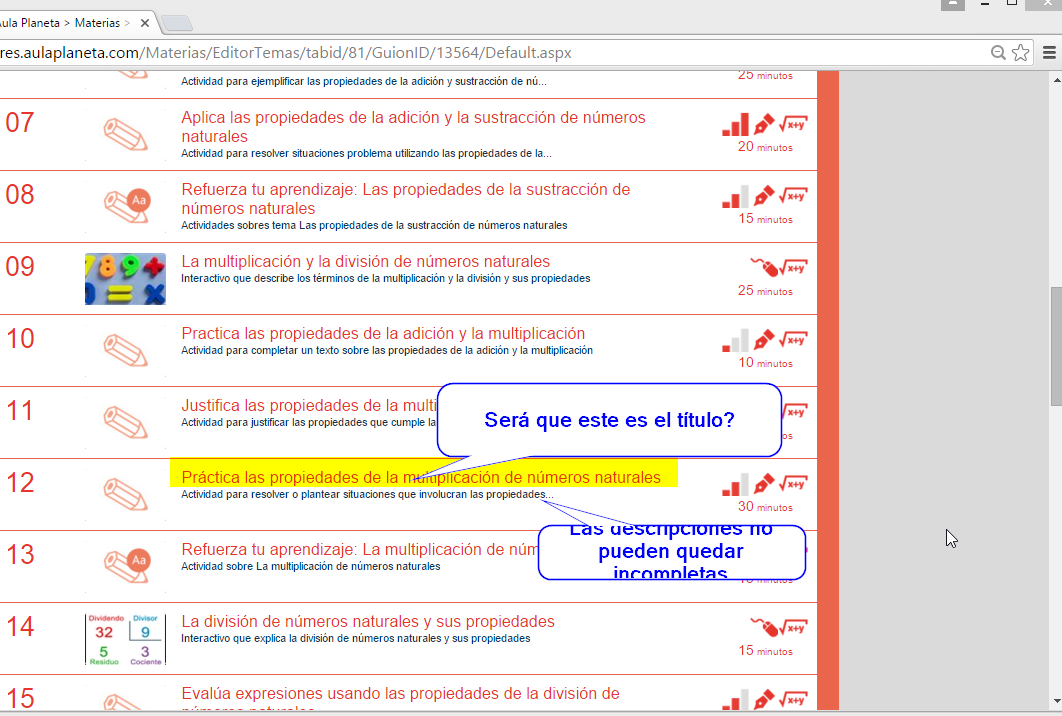 Aula Planeta > Materias >
res.aulaplaneta.com/Materias/EditorTemas/tabid/81/GuionID/13564/Default.aspx
Actividad para ejemplificar las propiedades de la adición y sustracción de nú...
25 minutos
07
Aplica las propiedades de la adición y la sustracción de números
naturales
Actividad para resolver situaciones problema utilizando las propiedades de la...
√x+y
20 minutos
08
Aa
Refuerza tu aprendizaje: Las propiedades de la sustracción de
números naturales
Actividades sobres tema Las propiedades de la sustracción de números naturales
√x+y
15 minutos
09
7 8 9 +
0 = x
La multiplicación y la división de números naturales
Interactivo que describe los términos de la multiplicación y la división y sus propiedades
√x+y
25 minutos
10
Practica las propiedades de la adición y la multiplicación
Actividad para completar un texto sobre las propiedades de la adición y la multiplicación
√x+y
10 minutos
11
Justifica las propiedades de la multi
Actividad para justificar las propiedades que cumple la
√x+y
os
Será que este es el título?
12
Práctica las propiedades de la multiplicación de números naturales
Actividad para resolver o plantear situaciones que involucran las propiedades...
√x+y
30 minutos
Las descripciones no
pueden quedar
incompletas
13
Aa
Refuerza tu aprendizaje: La multiplicación de núm
Actividad sobre La multiplicación de números naturales
14
Dividendo Divisor
32 9
5 3
Residuo Cociente
La división de números naturales y sus propiedades
Interactivo que explica la división de números naturales y sus propiedades
√x+y
15 minutos
15
Evalúa expresiones usando las propiedades de la división de
números naturales
√x+y